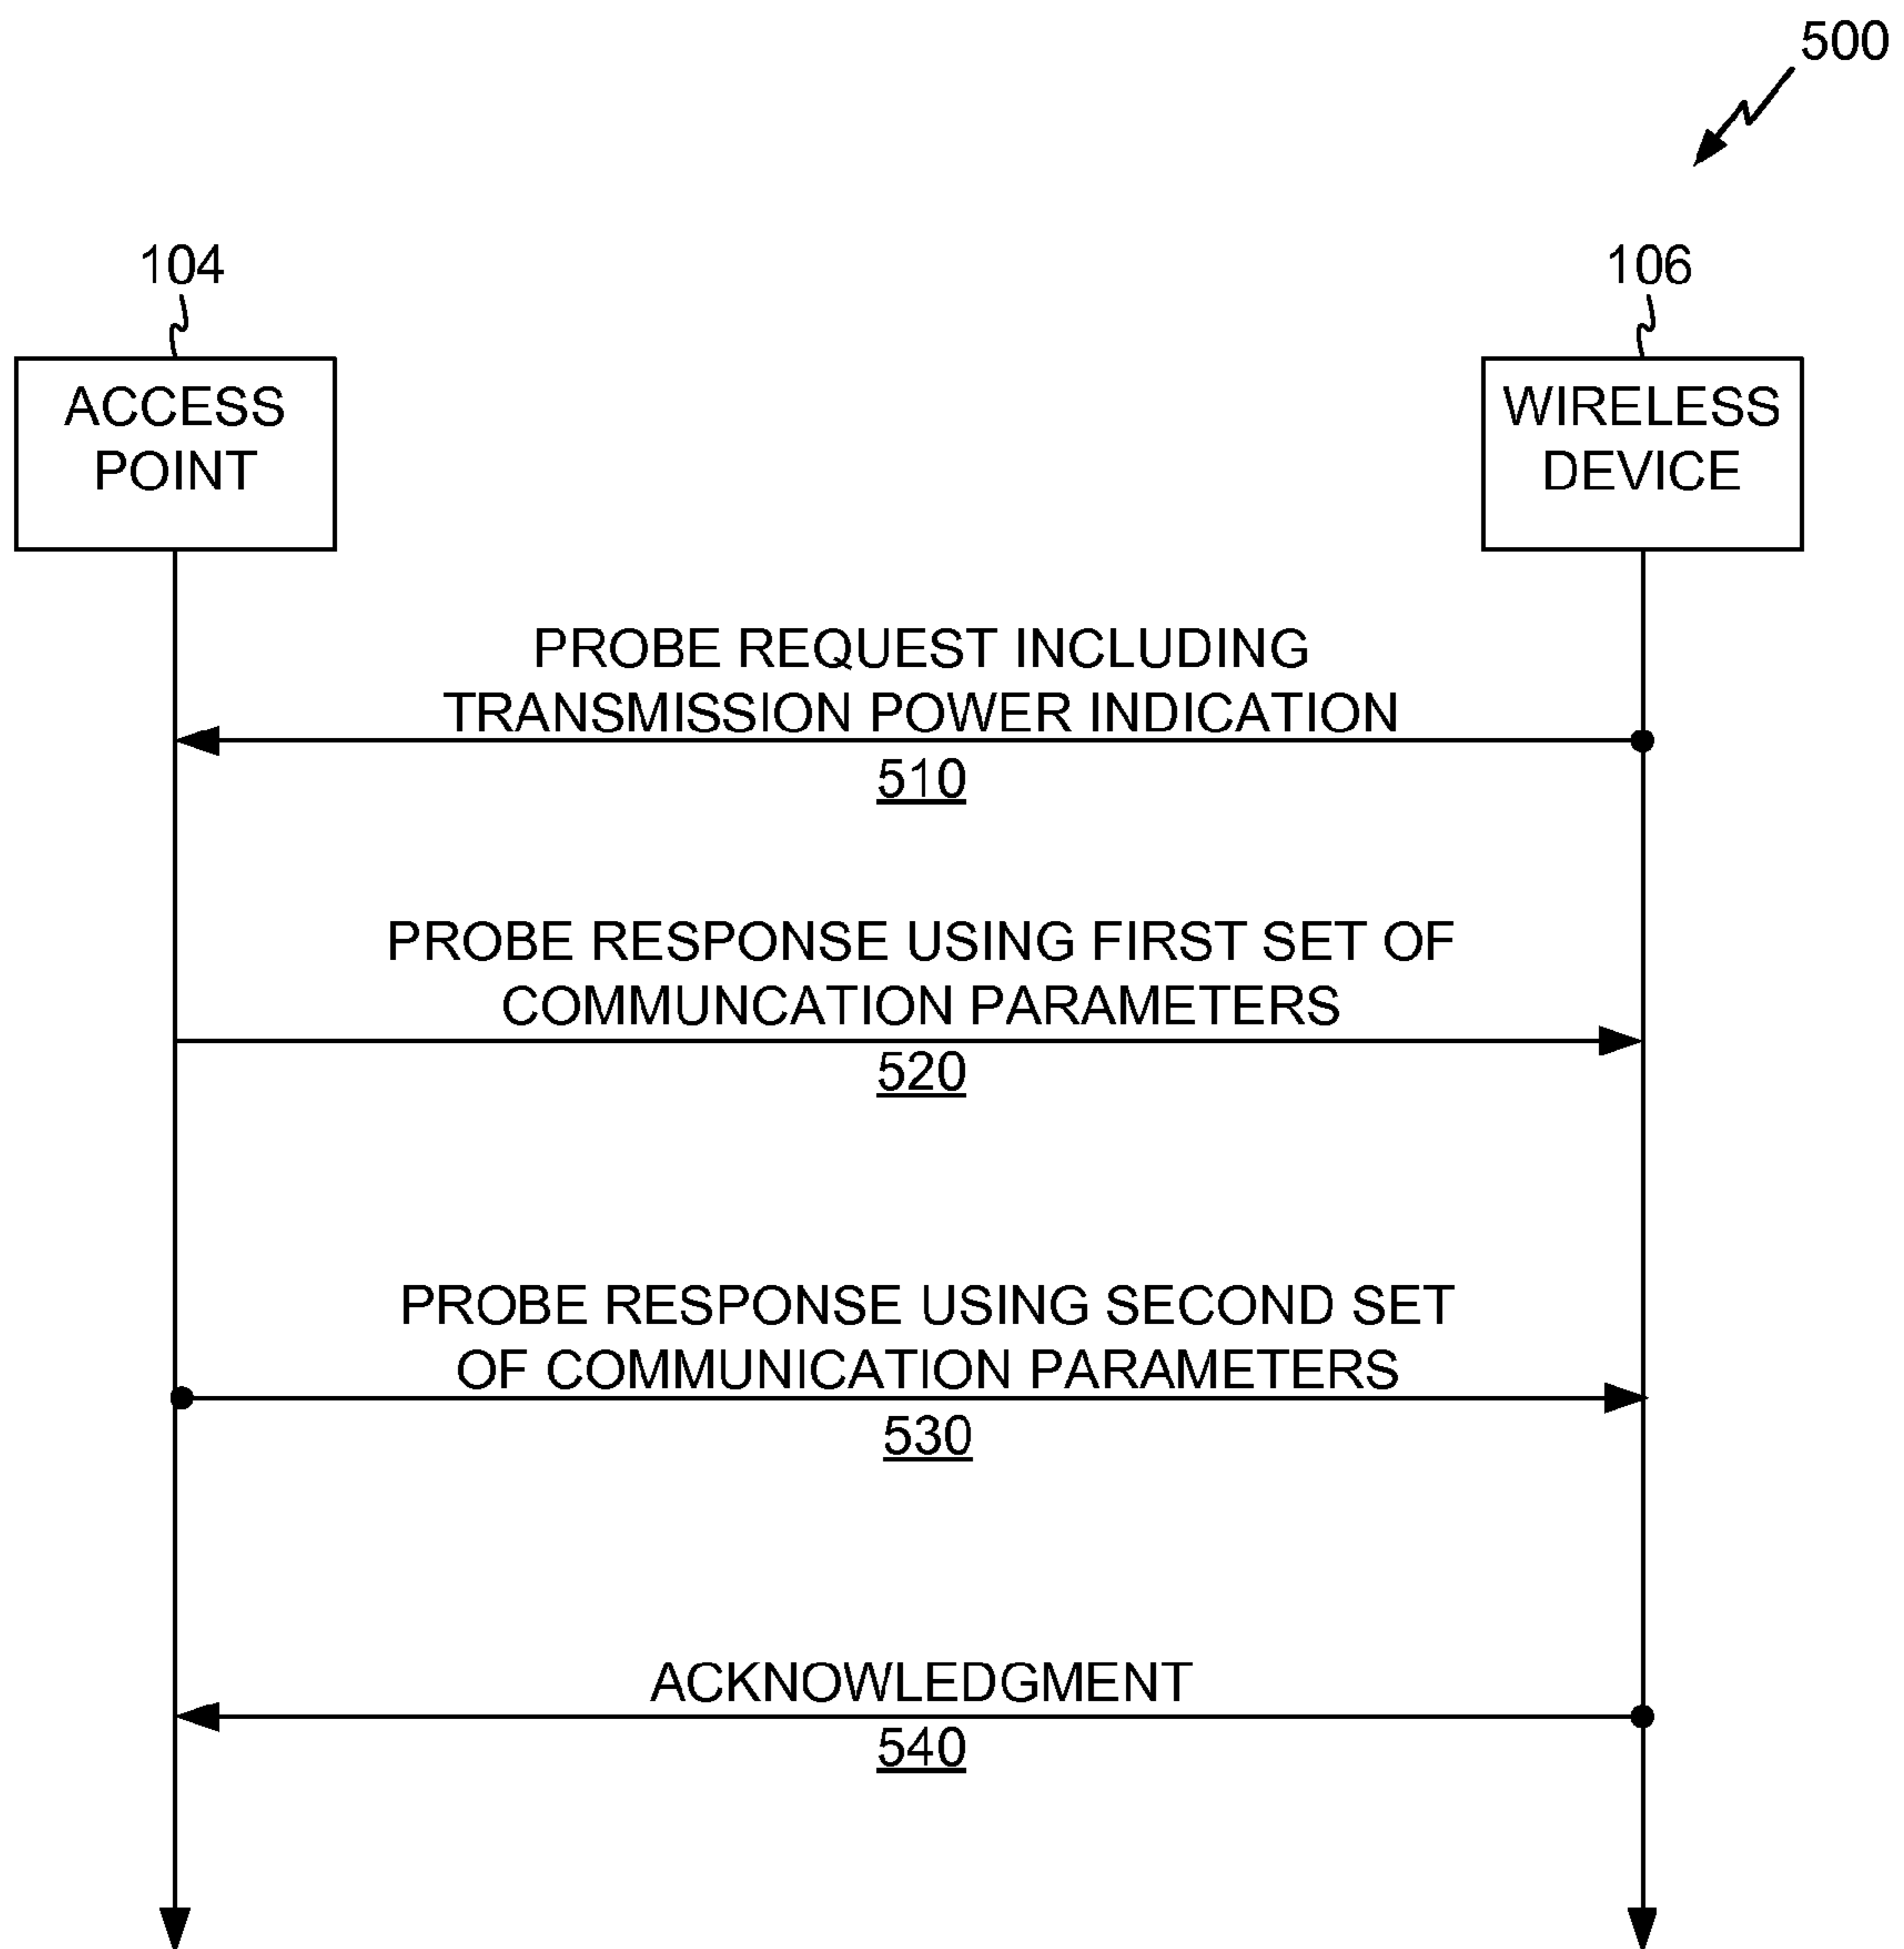 500
104
106
ACCESS
POINT
WIRELESS
DEVICE
PROBE REQUEST INCLUDING
TRANSMISSION POWER INDICATION
510
PROBE RESPONSE USING FIRST SET OF
COMMUNCATION PARAMETERS
520
PROBE RESPONSE USING SECOND SET
OF COMMUNICATION PARAMETERS
530
ACKNOWLEDGMENT
540